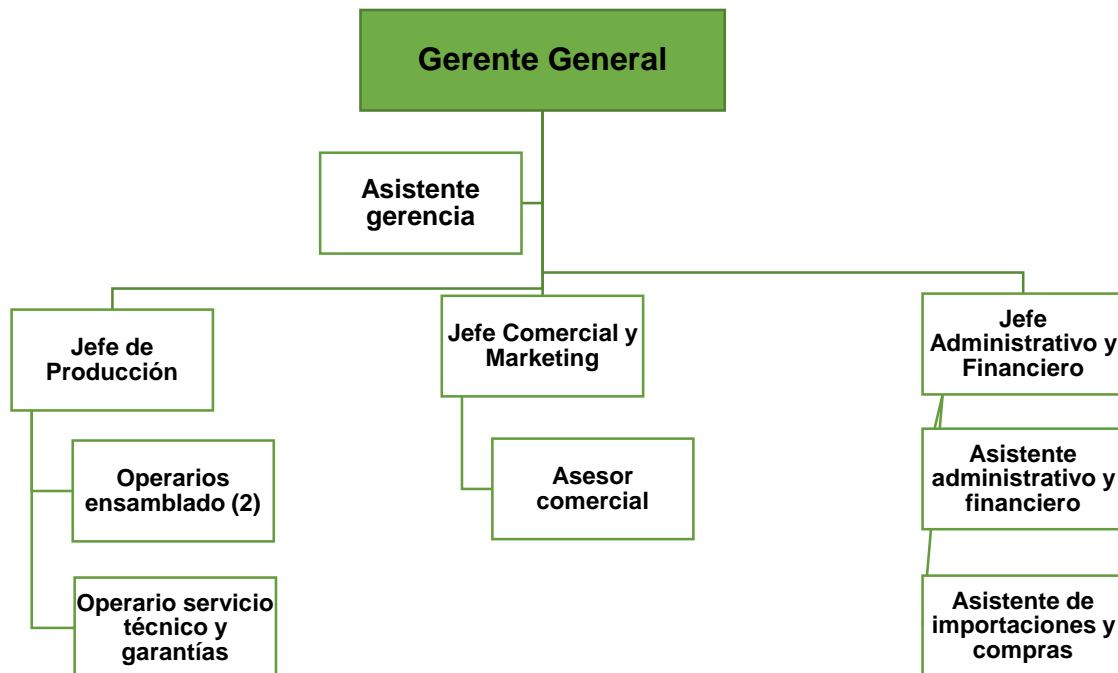 Gerente General
Asistente
gerencia
Jefe de
Producción
Operarios
ensamblado (2)
Operario servicio
técnico y
garantías
Jefe Comercial y
Marketing
Asesor
comercial
Jefe
Administrativo y
Financiero
Asistente
administrativo y
financiero
Asistente de
importaciones y
compras